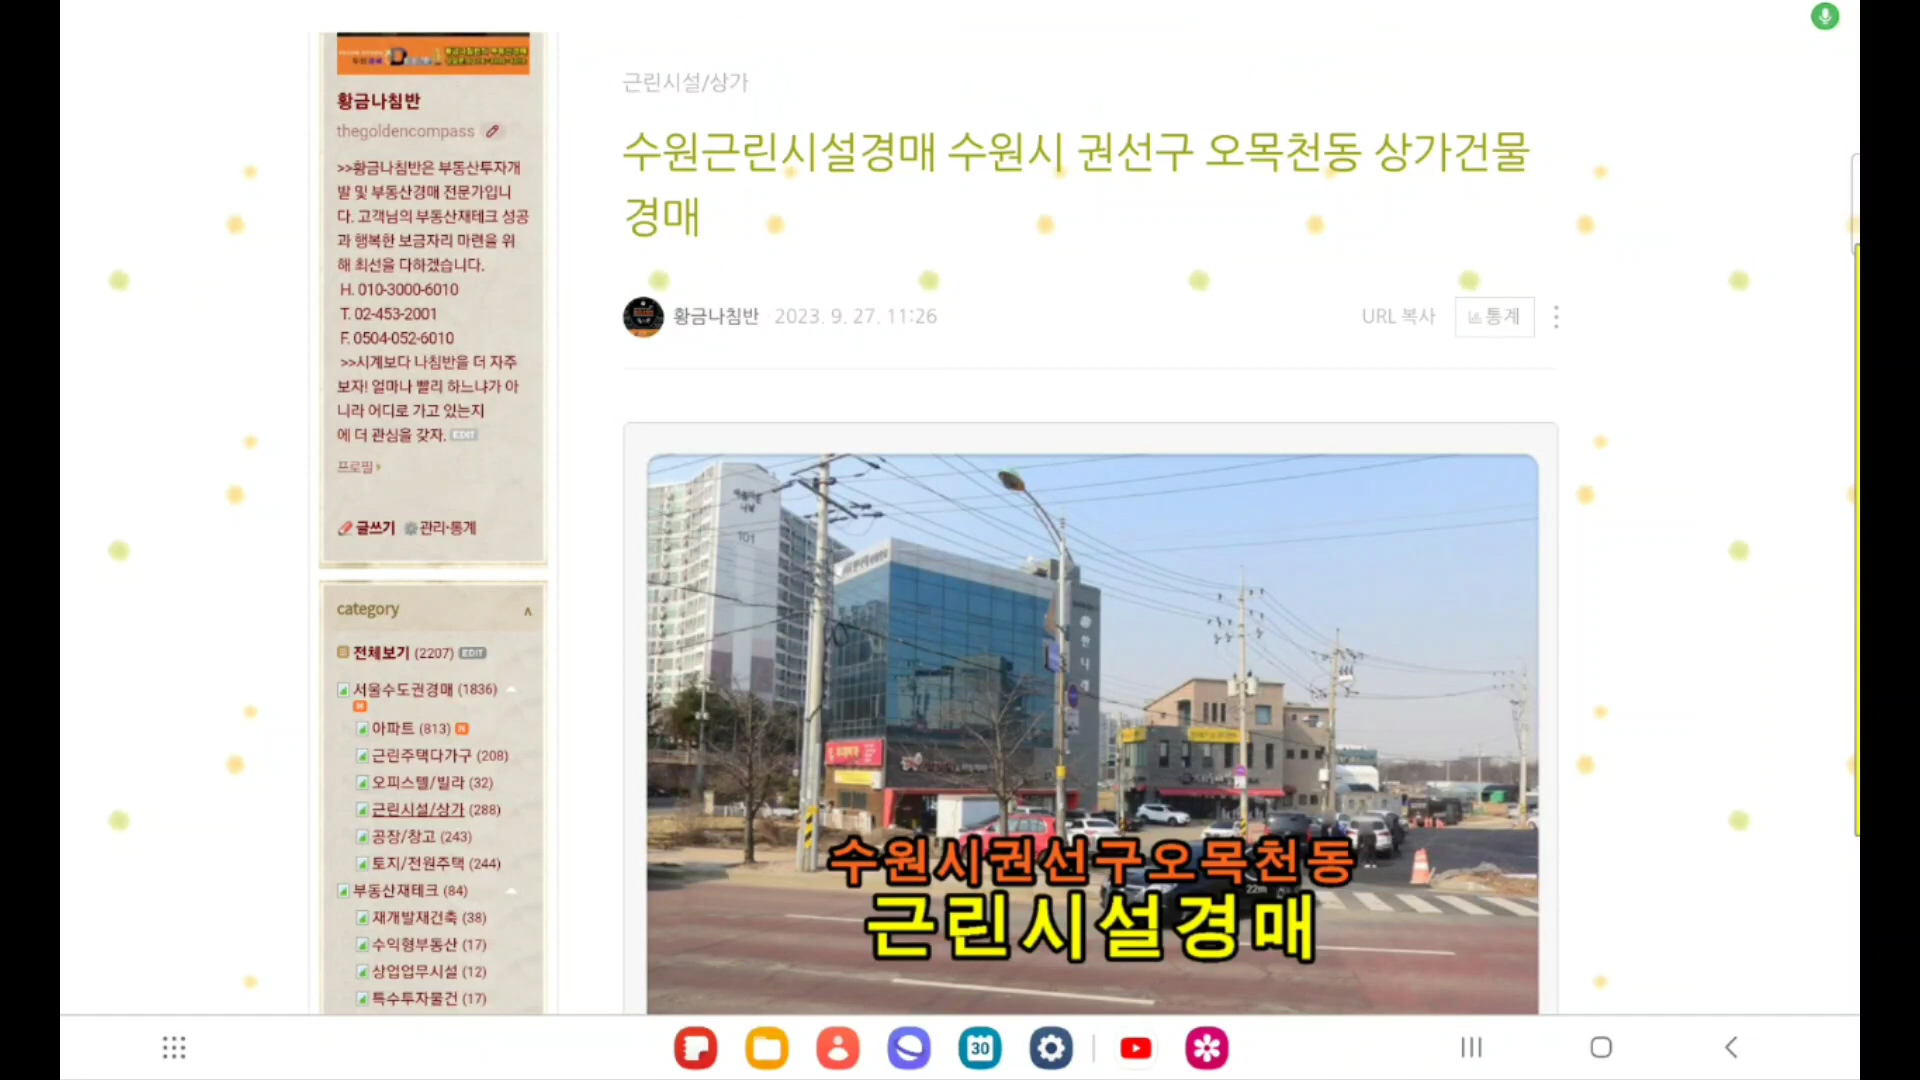 황금나침반
thegoldencompass
>>황금나침반은 부동산투자개
발 및 부동산경매 전문가입니
다. 고객님의 부동산재테크 성공
과 행복한 보금자리 마련을 위
해 최선을 다하겠습니다.
H. 010-3000-6010
T. 02-453-2001
F. 0504-052-6010
>>시계보다 나침반을 더 자주
보자! 얼마나 빨리 하느냐가 아
니라 어디로 가고 있는지
에 더 관심을 갖자. EDIT
프로필
글쓰기 관리·통계
category
전체보기 (2207) EDIT
서울수도권경매 (1836)
N
아파트 (813) N
근린주택다가구 (208)
오피스텔/빌라 (32)
근린시설/상가 (288)
공장/창고 (243)
토지/전원주택 (244)
부동산재테크 (84)
재개발재건축 (38)
수익형부동산 (17)
상업업무시설 (12)
특수투자물건 (17)
근린시설/상가
수원근린시설경매 수원시 권선구 오목천동 상가건물
경매
황금나침반 · 2023. 9. 27. 11:26
URL 복사 통계
101
수원시권선구오목천동
22m
근린시설경매
30